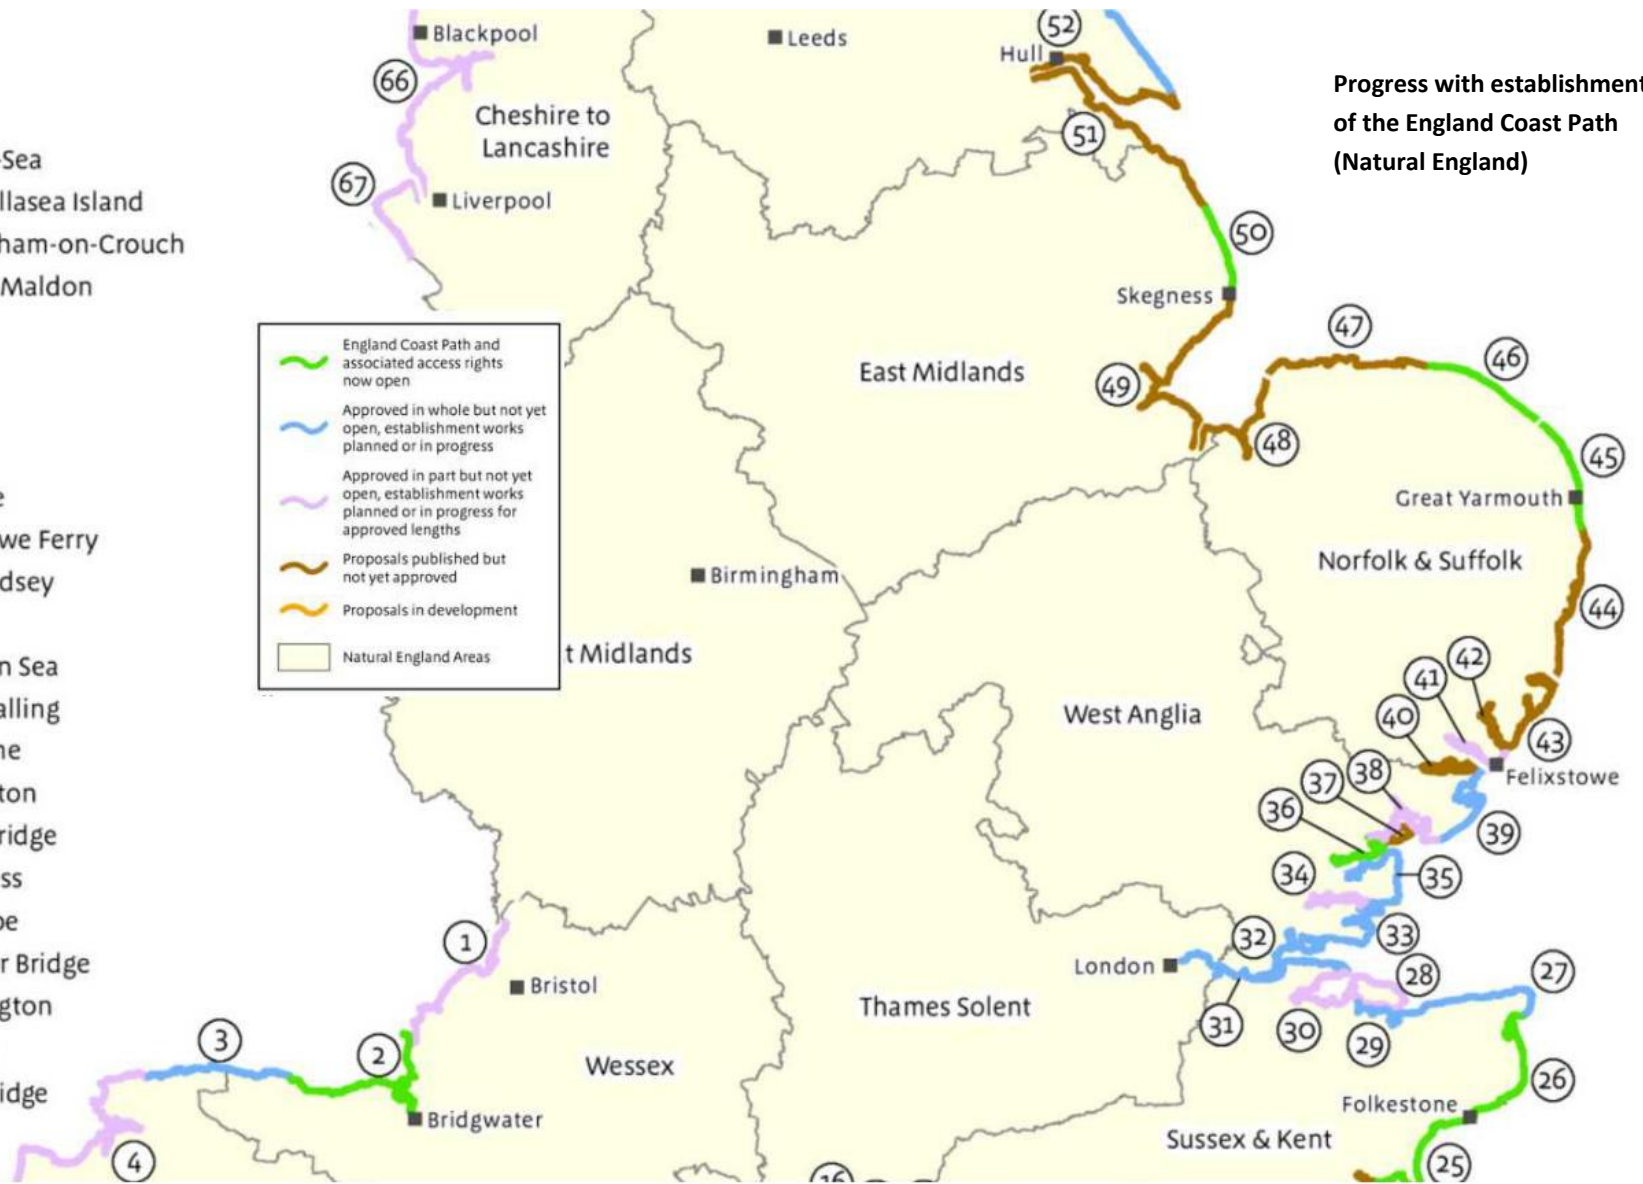 Blackpool
Leeds
52
Hull
66
Cheshire to
Lancashire
51
67
Liverpool
Progress with establishment
of the England Coast Path
(Natural England)
-Sea
llasea Island
ham-on-Crouch
Maldon
50
Skegness
47
46
East Midlands
49
48
45
Great Yarmouth
England Coast Path and
associated access rights
now open
Approved in whole but not yet
open, establishment works
planned or in progress
Approved in part but not yet
open, establishment works
planned or in progress for
approved lengths
Proposals published but
not yet approved
Proposals in development
Natural England Areas
e
we Ferry
dsey
n Sea
alling
ne
ton
ridge
ss
pe
r Bridge
gton
idge
Birmingham
t Midlands
Norfolk & Suffolk
44
42
41
40
43
West Anglia
Felixstowe
38
37
36
39
34
35
1
32
33
London
28
27
Bristol
Thames Solent
31
30
29
3
2
Wessex
26
Folkestone
Bridgwater
Sussex & Kent
4
16
25